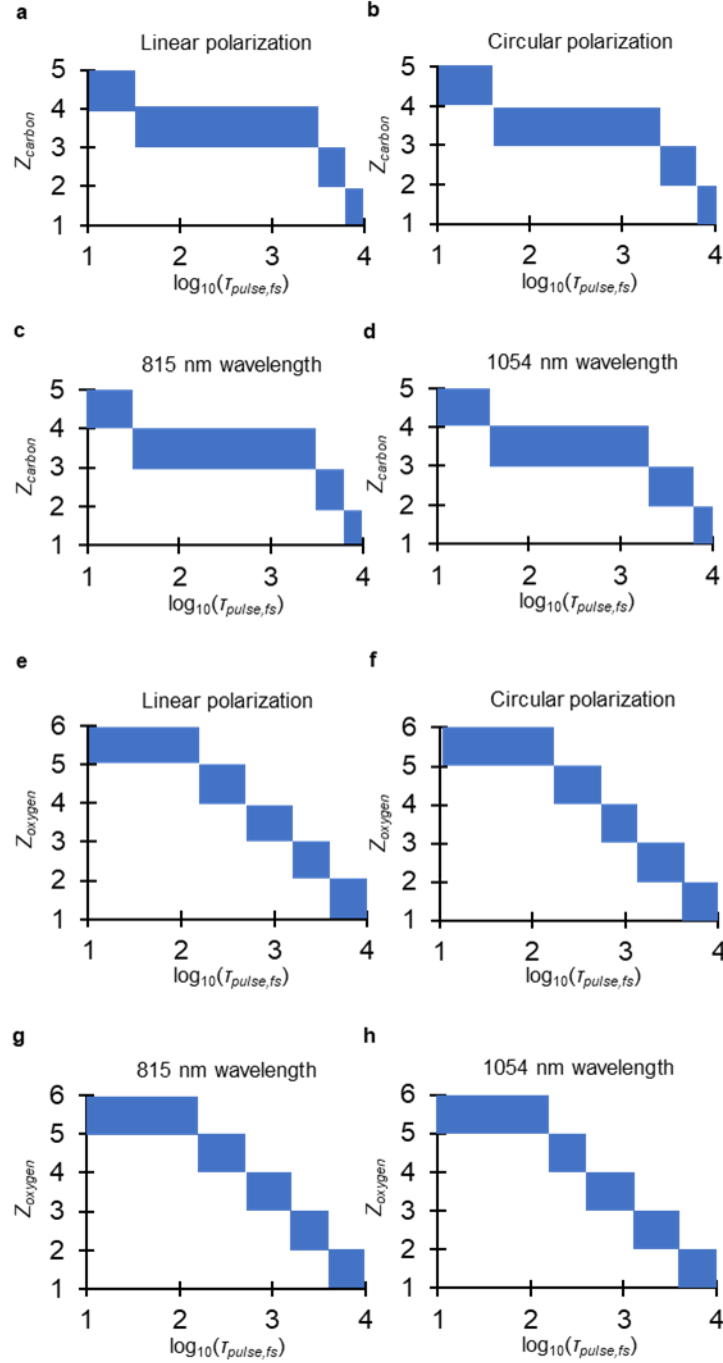 a
Linear polarization
5
4
3
2
1
Z_carbon
1 2 3 4
log₁₀(τ_pulse,fs)
b
Circular polarization
5
4
3
2
1
Z_carbon
1 2 3 4
log₁₀(τ_pulse,fs)
c
815 nm wavelength
5
4
3
2
1
Z_carbon
1 2 3 4
log₁₀(τ_pulse,fs)
d
1054 nm wavelength
5
4
3
2
1
Z_carbon
1 2 3 4
log₁₀(τ_pulse,fs)
e
Linear polarization
6
5
4
3
2
1
Z_oxygen
1 2 3 4
log₁₀(τ_pulse,fs)
f
Circular polarization
6
5
4
3
2
1
Z_oxygen
1 2 3 4
log₁₀(τ_pulse,fs)
g
815 nm wavelength
6
5
4
3
2
1
Z_oxygen
1 2 3 4
log₁₀(τ_pulse,fs)
h
1054 nm wavelength
6
5
4
3
2
1
Z_oxygen
1 2 3 4
log₁₀(τ_pulse,fs)